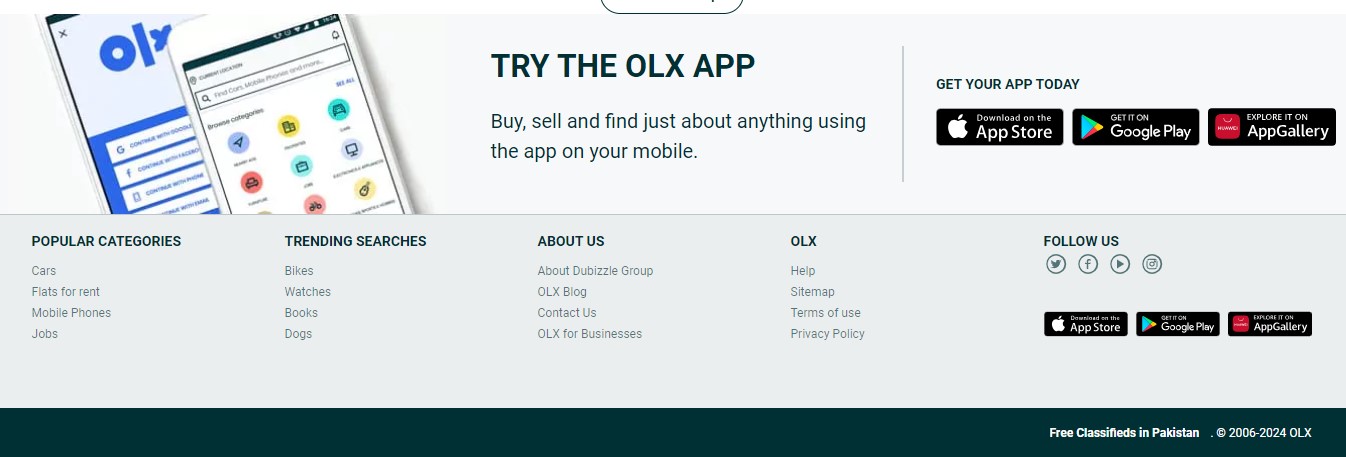 olx
CONTINUE WITH GOOGLE
CONTINUE WITH FACEBOOK
CONTINUE WITH PHONE
CONTINUE WITH EMAIL
16:24
CURRENT LOCATION
Find Cars, Mobile Phones and more...
Browse categories
SEE ALL
CARS
JOBS
FURNITURE
TRY THE OLX APP
Buy, sell and find just about anything using
the app on your mobile.
GET YOUR APP TODAY
Download on the
App Store
GET IT ON
Google Play
HUAWEI
EXPLORE IT ON
AppGallery
POPULAR CATEGORIES
Cars
Flats for rent
Mobile Phones
Jobs
TRENDING SEARCHES
Bikes
Watches
Books
Dogs
ABOUT US
About Dubizzle Group
OLX Blog
Contact Us
OLX for Businesses
OLX
Help
Sitemap
Terms of use
Privacy Policy
FOLLOW US
Download on the
App Store
GET IT ON
Google Play
EXPLORE IT ON
AppGallery
Free Classifieds in Pakistan . © 2006-2024 OLX